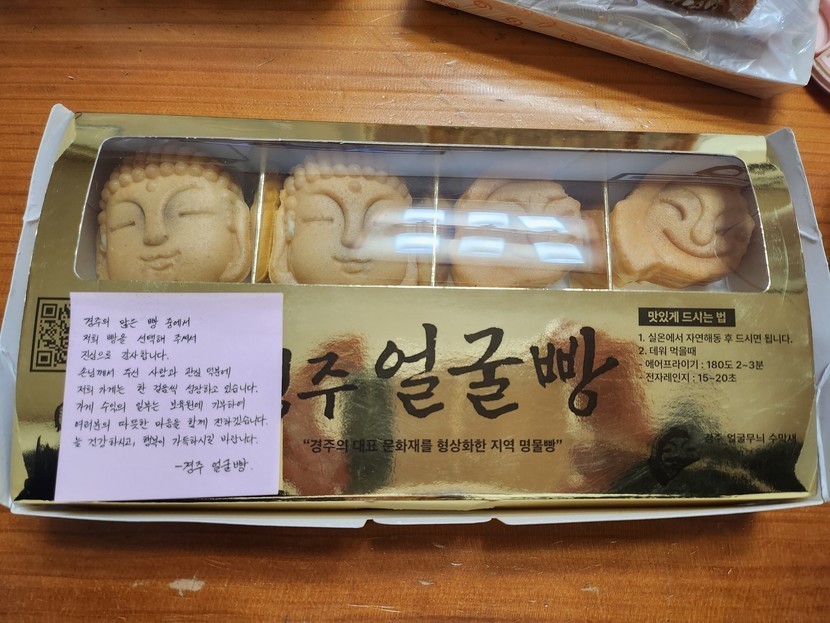 맛있게 드시는 법
1. 실온에서 자연해동 후 드시면 됩니다.
2. 데워 먹을때
- 에어프라이기 : 180도 2~3분
- 전자레인지 : 15~20초
경주의 많은 빵 중에서
저희 빵을 선택해 주셔서
진심으로 감사합니다.
손님께서 주신 사랑과 관심 덕분에
저희 가게는 한 걸음씩 성장하고 있습니다.
가게 수익의 일부는 보육원에 기부하여
여러분의 따뜻한 마음을 함께 전하겠습니다.
늘 건강하시고, 행복이 가득하시길 바랍니다.
-경주 얼굴빵.
경주 얼굴빵
"경주의 대표 문화재를 형상화한 지역 명물빵"
경주 얼굴무늬 수막새